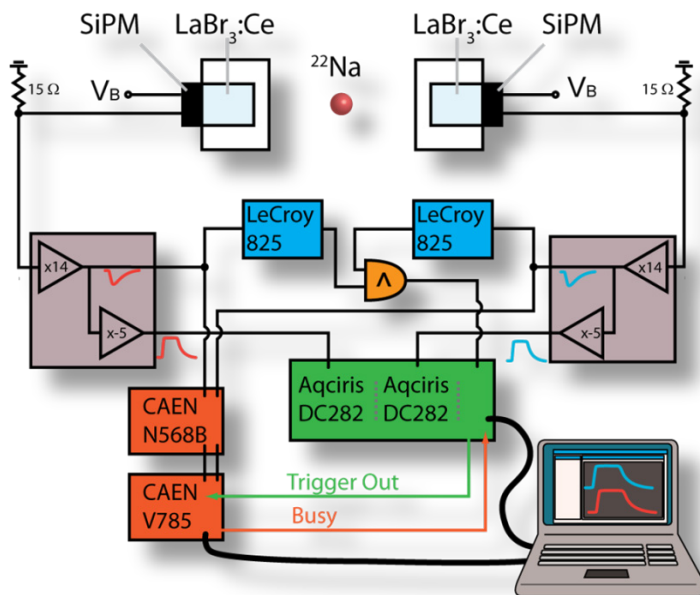 SiPM LaBr3:Ce
LaBr3:Ce SiPM
22Na
15 Ω
VB
VB
15 Ω
LeCroy
825
LeCroy
825
x14
x-5
Λ
x14
x-5
Aqciris
DC282
Aqciris
DC282
CAEN
N568B
CAEN
V785
Trigger Out
Busy